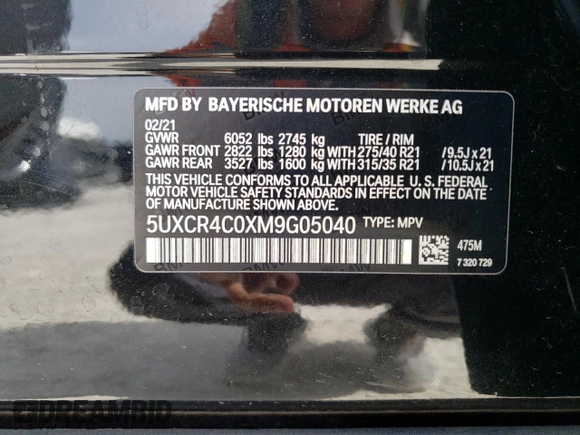 MFD BY BAYERISCHE MOTOREN WERKE AG
02/21
GVWR 6052 lbs 2745 kg TIRE / RIM
GAWR FRONT 2822 lbs 1280 kg WITH 275/40 R21 /9.5J x 21
GAWR REAR 3527 lbs 1600 kg WITH 315/35 R21 /10.5J x 21
THIS VEHICLE CONFORMS TO ALL APPLICABLE U. S. FEDERAL
MOTOR VEHICLE SAFETY STANDARDS IN EFFECT ON THE DATE
OF MANUFACTURE SHOWN ABOVE.
5UXCR4C0XM9G05040 TYPE: MPV
475M
7 320 729
DREAMBID